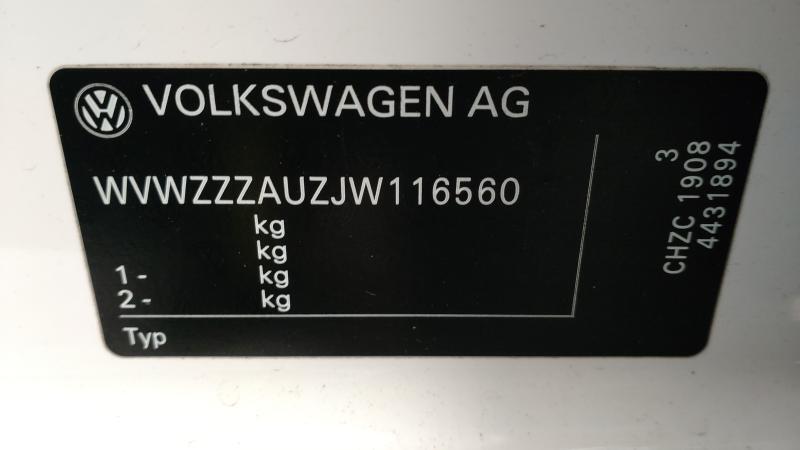 VOLKSWAGEN AG
WVWZZZAUZJW116560
kg
kg
1- kg
2- kg
Typ
3
CHZC 1908
4431894